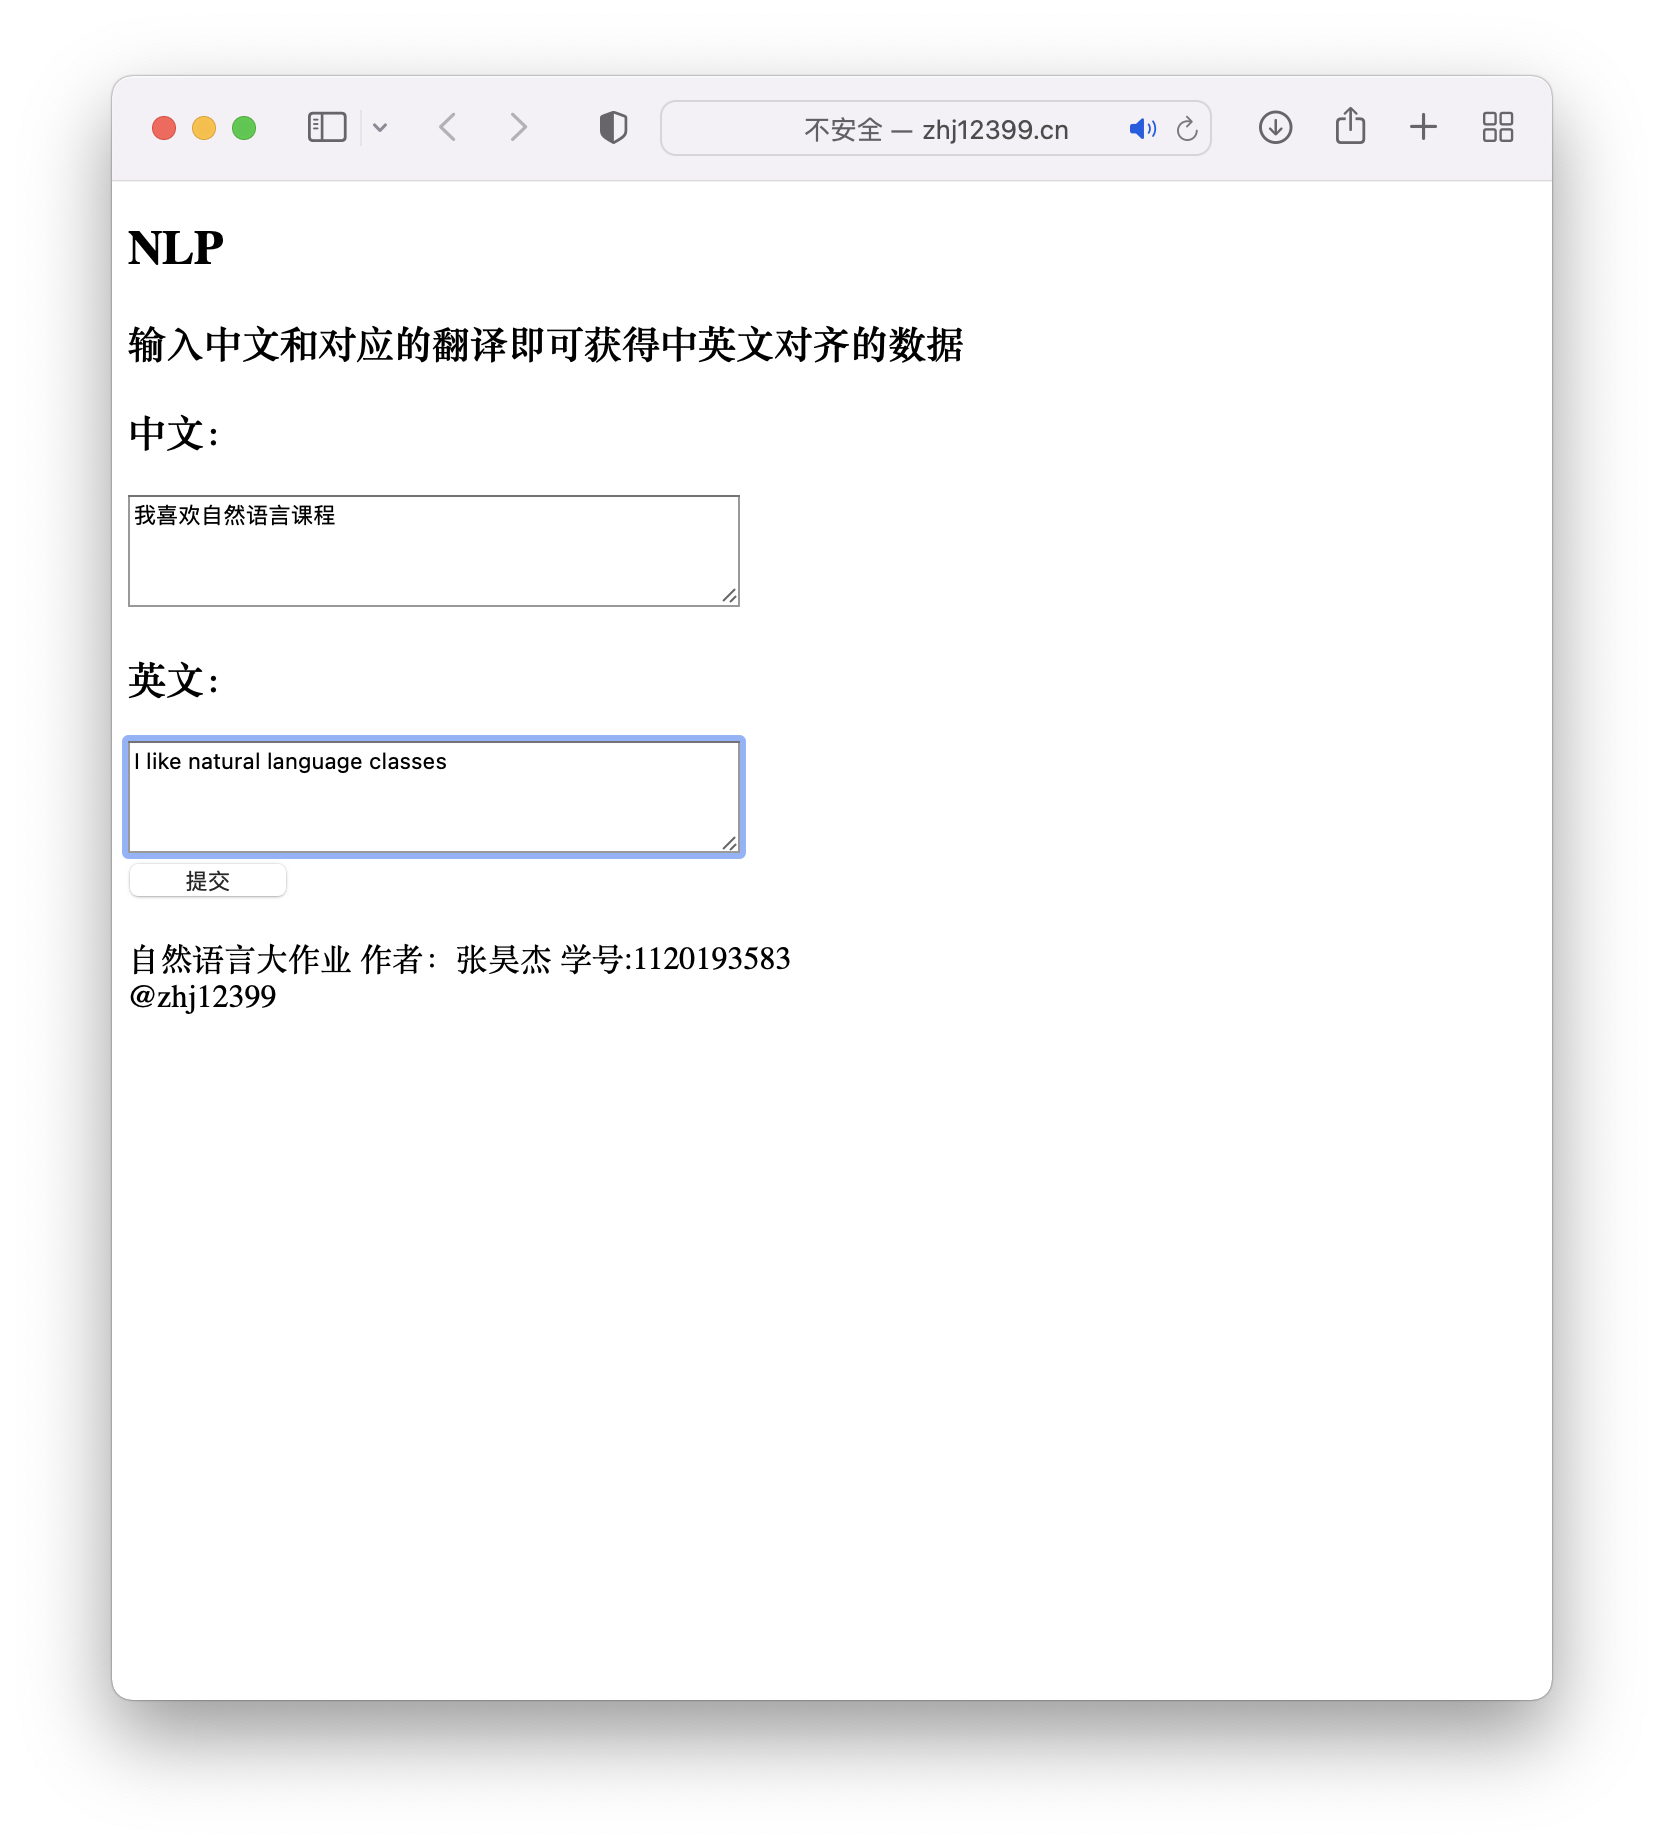 不安全 — zhj12399.cn
NLP
输入中文和对应的翻译即可获得中英文对齐的数据
中文：
我喜欢自然语言课程
英文：
I like natural language classes
提交
自然语言大作业 作者：张昊杰 学号:1120193583
@zhj12399